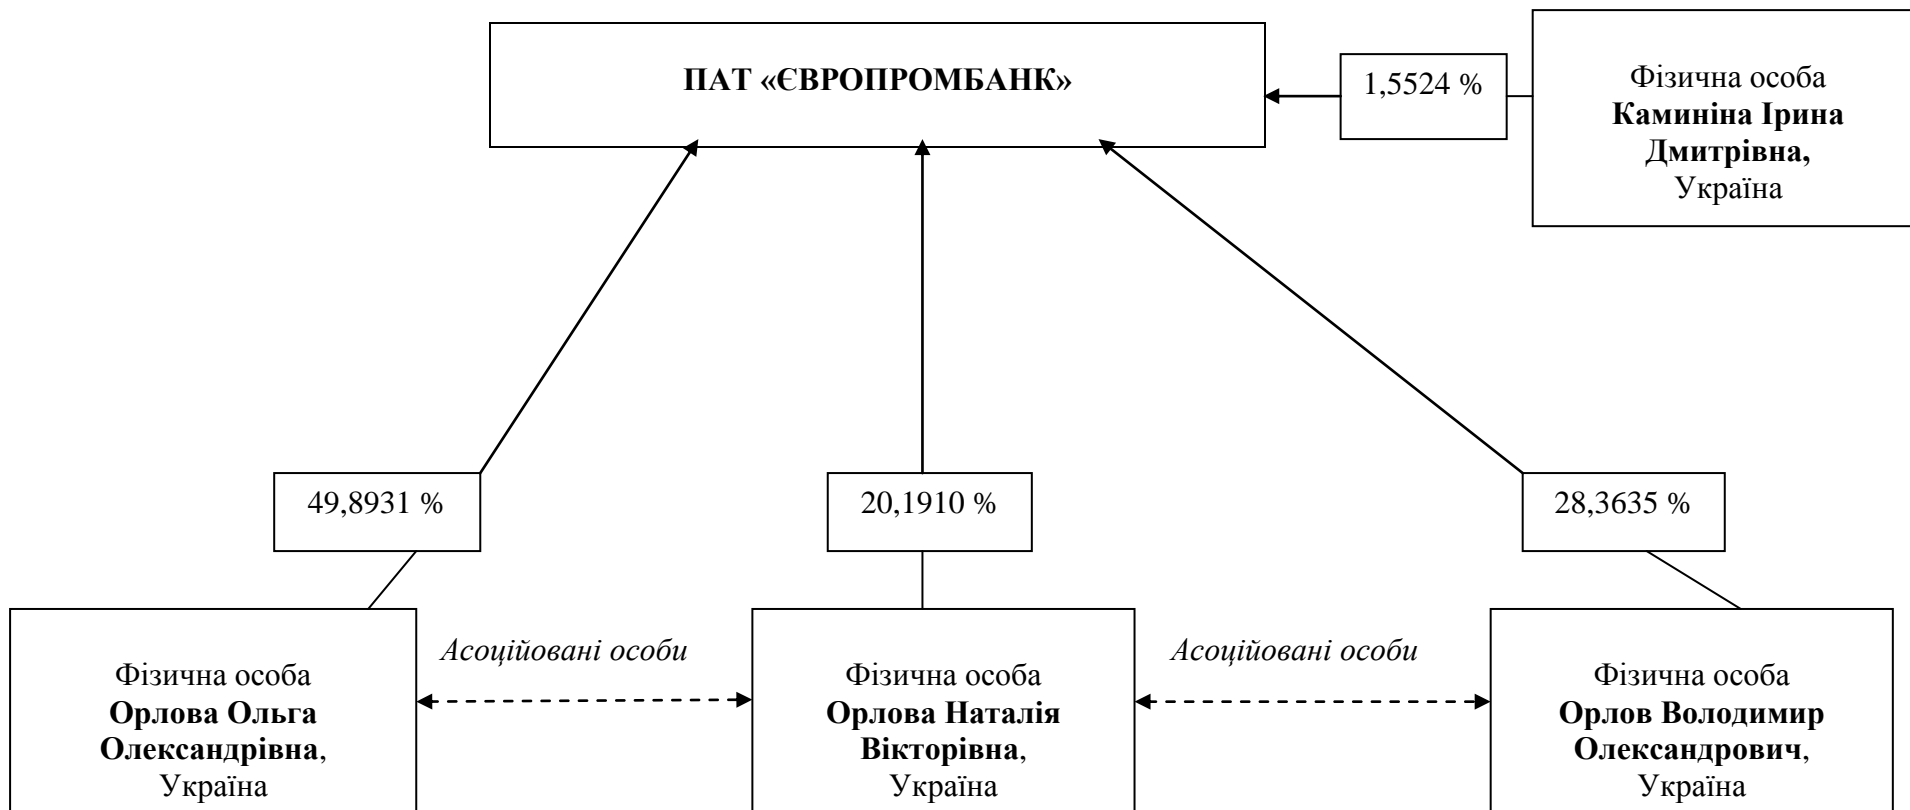 ПАТ «ЄВРОПРОМБАНК»
1,5524 %
Фізична особа
Каминіна Ірина
Дмитрівна,
Україна
49,8931 %
20,1910 %
28,3635 %
Фізична особа
Орлова Ольга
Олександрівна,
Україна
Асоційовані особи
Фізична особа
Орлова Наталія
Вікторівна,
Україна
Асоційовані особи
Фізична особа
Орлов Володимир
Олександрович,
Україна